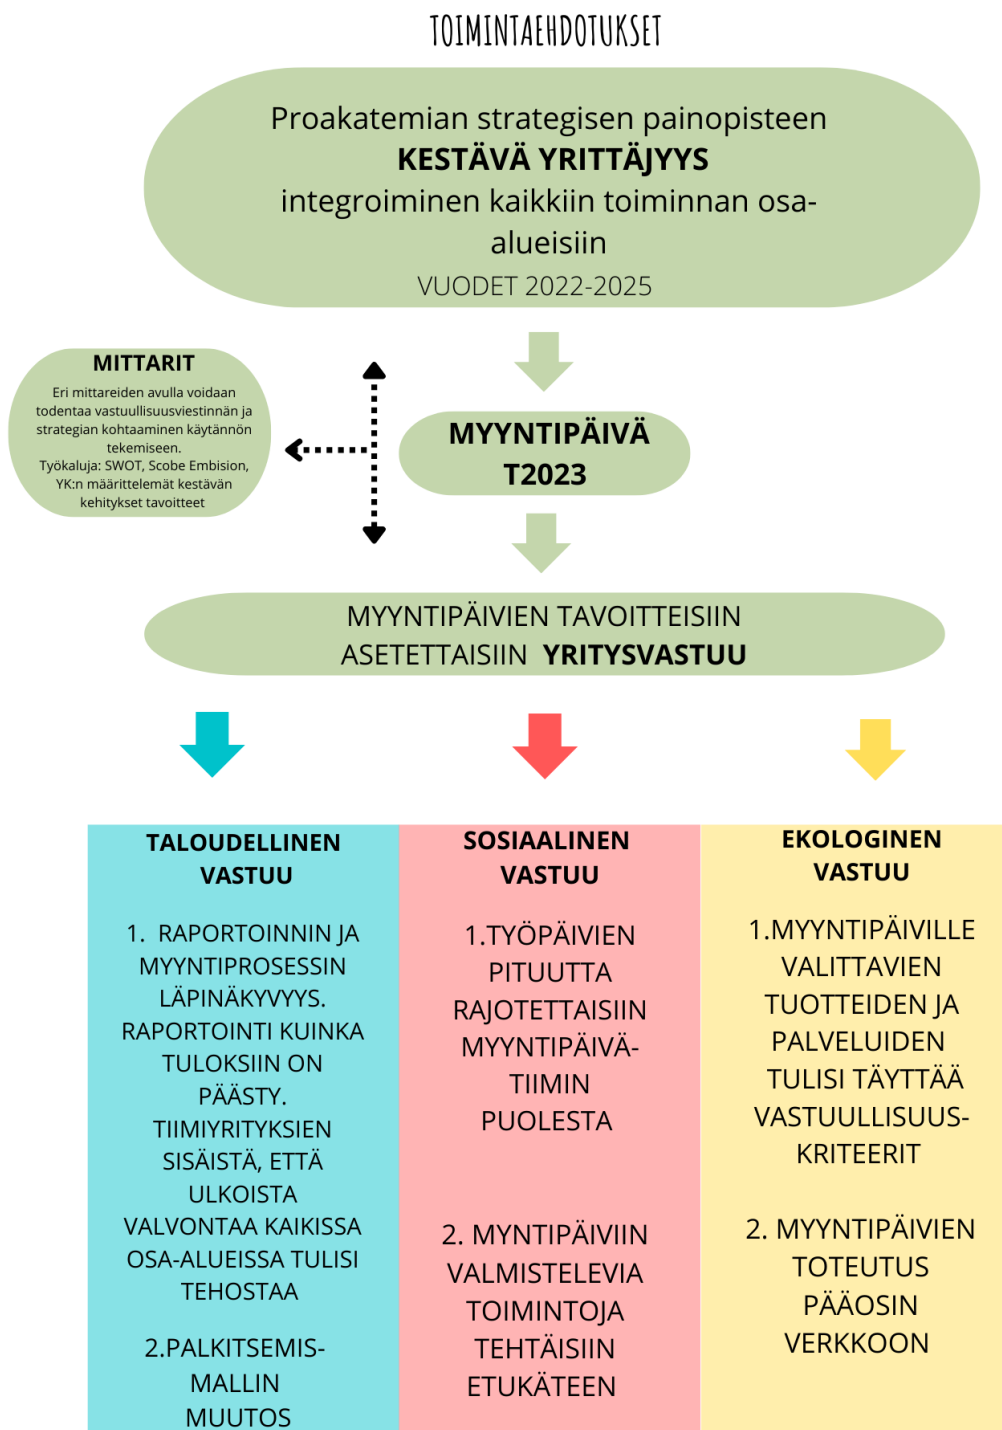 TOIMINTAEHDOTUKSET
Proakatemian strategisen painopisteen
KESTÄVÄ YRITTÄJYYS
integroiminen kaikkiin toiminnan osa-
alueisiin
VUODET 2022-2025
MITTARIT
Eri mittareiden avulla voidaan
todentaa vastuullisuusviestinnän ja
strategian kohtaaminen käytännön
tekemiseen.
Työkaluja: SWOT, Scobe Embision,
YK:n määrittelemät kestävän
kehitykset tavoitteet
MYYNTIPÄIVÄ
T2023
MYYNTIPÄIVIEN TAVOITTEISIIN
ASETETTAISIIN YRITYSVASTUU
TALOUDELLINEN
VASTUU
1. RAPORTOINNIN JA
MYYNTIPROSESSIN
LÄPINÄKYVYYS.
RAPORTOINTI KUINKA
TULOKSIIN ON
PÄÄSTY.
TIIMIYRITYKSIEN
SISÄISTÄ, ETTÄ
ULKOISTA
VALVONTAA KAIKISSA
OSA-ALUEISSA TULISI
TEHOSTAA
2.PALKITSEMIS-
MALLIN
MUUTOS
SOSIAALINEN
VASTUU
1.TYÖPÄIVIEN
PITUUTTA
RAJOTETTAISIIN
MYYNTIPÄIVÄ-
TIIMIN
PUOLESTA
2. MYNTIPÄIVIIN
VALMISTELEVIA
TOIMINTOJA
TEHTÄISIIN
ETUKÄTEEN
EKOLOGINEN
VASTUU
1.MYYNTIPÄIVILLE
VALITTAVIEN
TUOTTEIDEN JA
PALVELUIDEN
TULISI TÄYTTÄÄ
VASTUULLISUUS-
KRITEERIT
2. MYYNTIPÄIVIEN
TOTEUTUS
PÄÄOSIN
VERKKOON